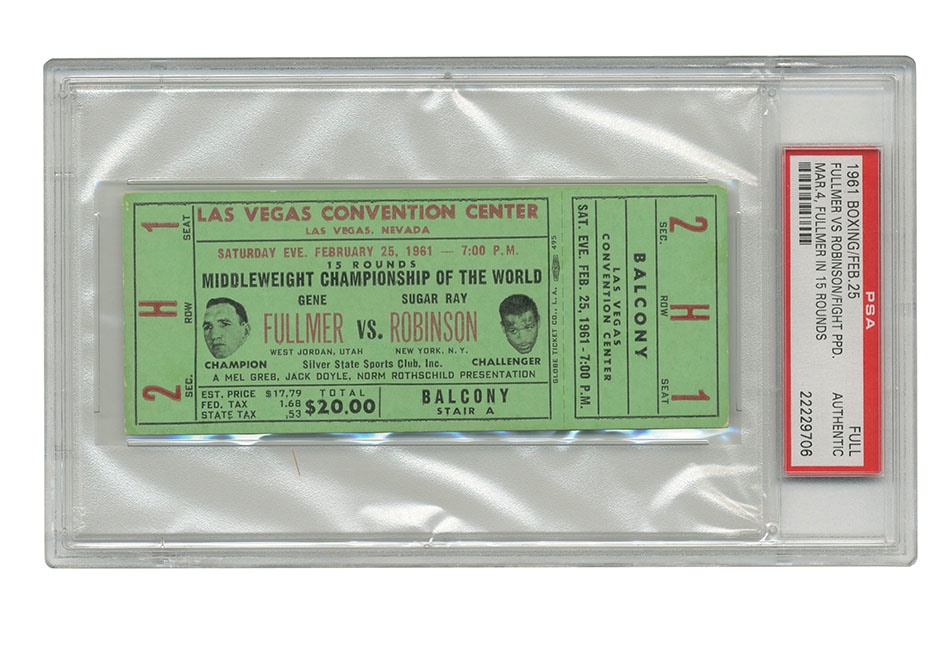 LAS VEGAS CONVENTION CENTER
LAS VEGAS, NEVADA
SATURDAY EVE. FEBRUARY 25, 1961 — 7:00 P.M.
15 ROUNDS
MIDDLEWEIGHT CHAMPIONSHIP OF THE WORLD
GENE SUGAR RAY
FULLMER VS. ROBINSON
WEST JORDAN, UTAH NEW YORK, N. Y.
CHAMPION Silver State Sports Club, Inc. CHALLENGER
A MEL GREB, JACK DOYLE, NORM ROTHSCHILD PRESENTATION
EST. PRICE $17.79
FED. TAX 1.68
STATE TAX .53
TOTAL
$20.00
BALCONY
STAIR A
1 SEAT
H ROW
2 SEC.
GLOBE TICKET CO., L.A. 495
SAT. EVE. FEB. 25, 1961 - 7:00 P.M.
LAS VEGAS
CONVENTION CENTER
BALCONY
2 SEC.
H ROW
1 SEAT
PSA
1961 BOXING/FEB.25 FULL
FULLMER VS ROBINSON/FIGHT PPD. AUTHENTIC
MAR.4, FULLMER IN 15 ROUNDS
22229706